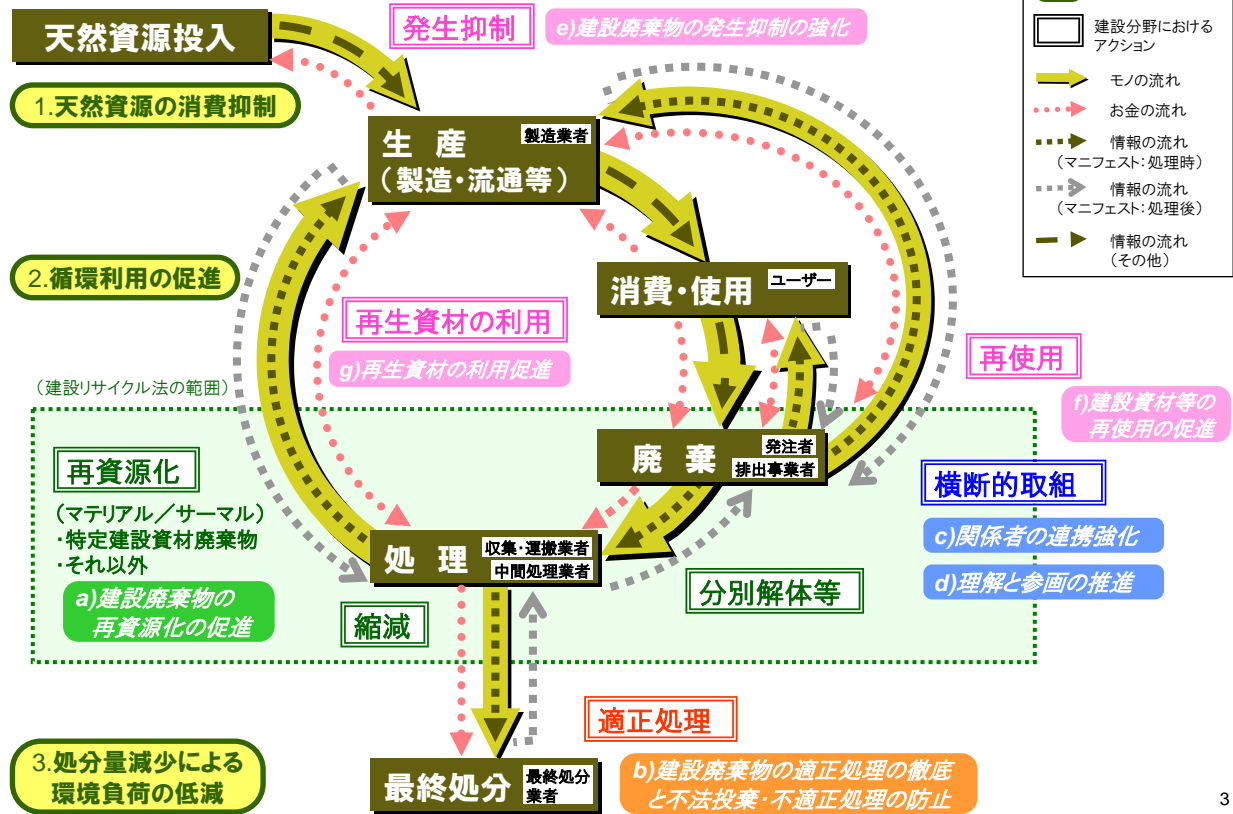 天然資源投入
発生抑制
e)建設廃棄物の発生抑制の強化
建設分野における
アクション
モノの流れ
お金の流れ
情報の流れ
(マニフェスト:処理時)
情報の流れ
(マニフェスト:処理後)
情報の流れ
(その他)
1.天然資源の消費抑制
生 産
(製造・流通等)
製造業者
2.循環利用の促進
消費・使用
ユーザー
再生資材の利用
g)再生資材の利用促進
再使用
f)建設資材等の
再使用の促進
(建設リサイクル法の範囲)
廃 棄
発注者
排出事業者
再資源化
(マテリアル/サーマル)
・特定建設資材廃棄物
・それ以外
a)建設廃棄物の
再資源化の促進
横断的取組
c)関係者の連携強化
d)理解と参画の推進
処 理
収集・運搬業者
中間処理業者
分別解体等
縮減
適正処理
b)建設廃棄物の適正処理の徹底
と不法投棄・不適正処理の防止
3.処分量減少による
環境負荷の低減
最終処分
最終処分
業者
3